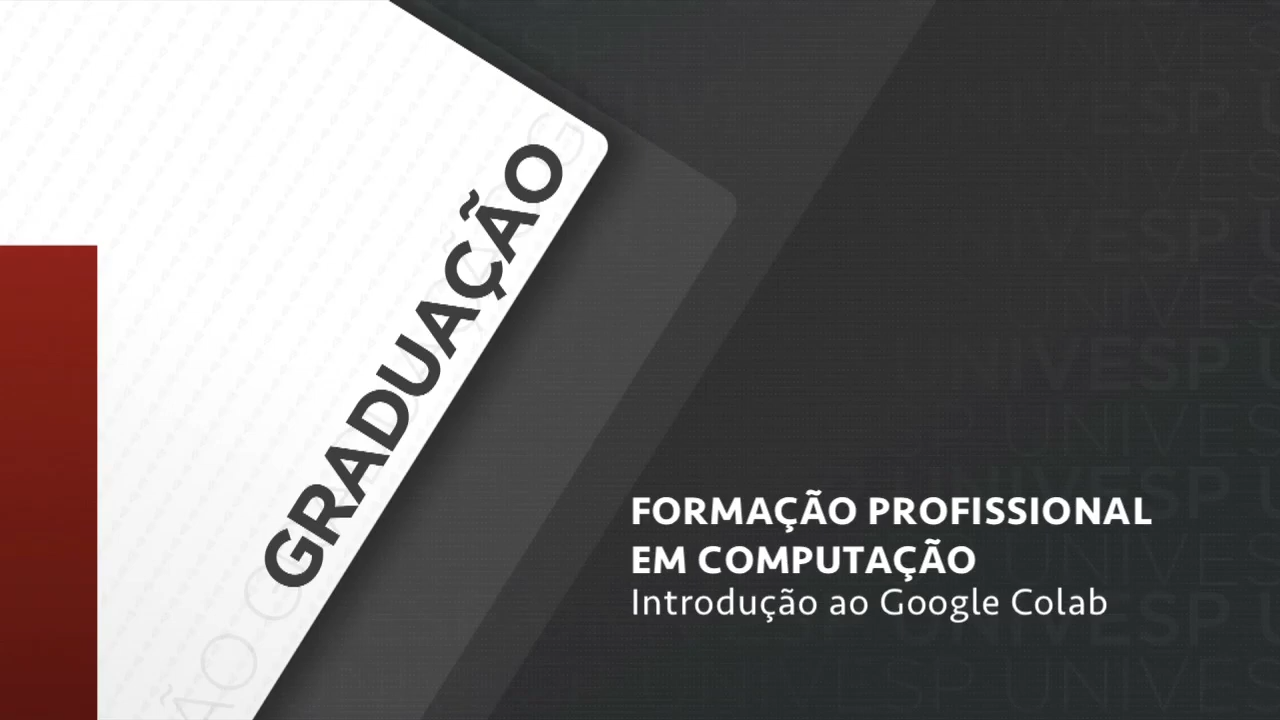 GRADUAÇÃO
FORMAÇÃO PROFISSIONAL
EM COMPUTAÇÃO
Introdução ao Google Colab